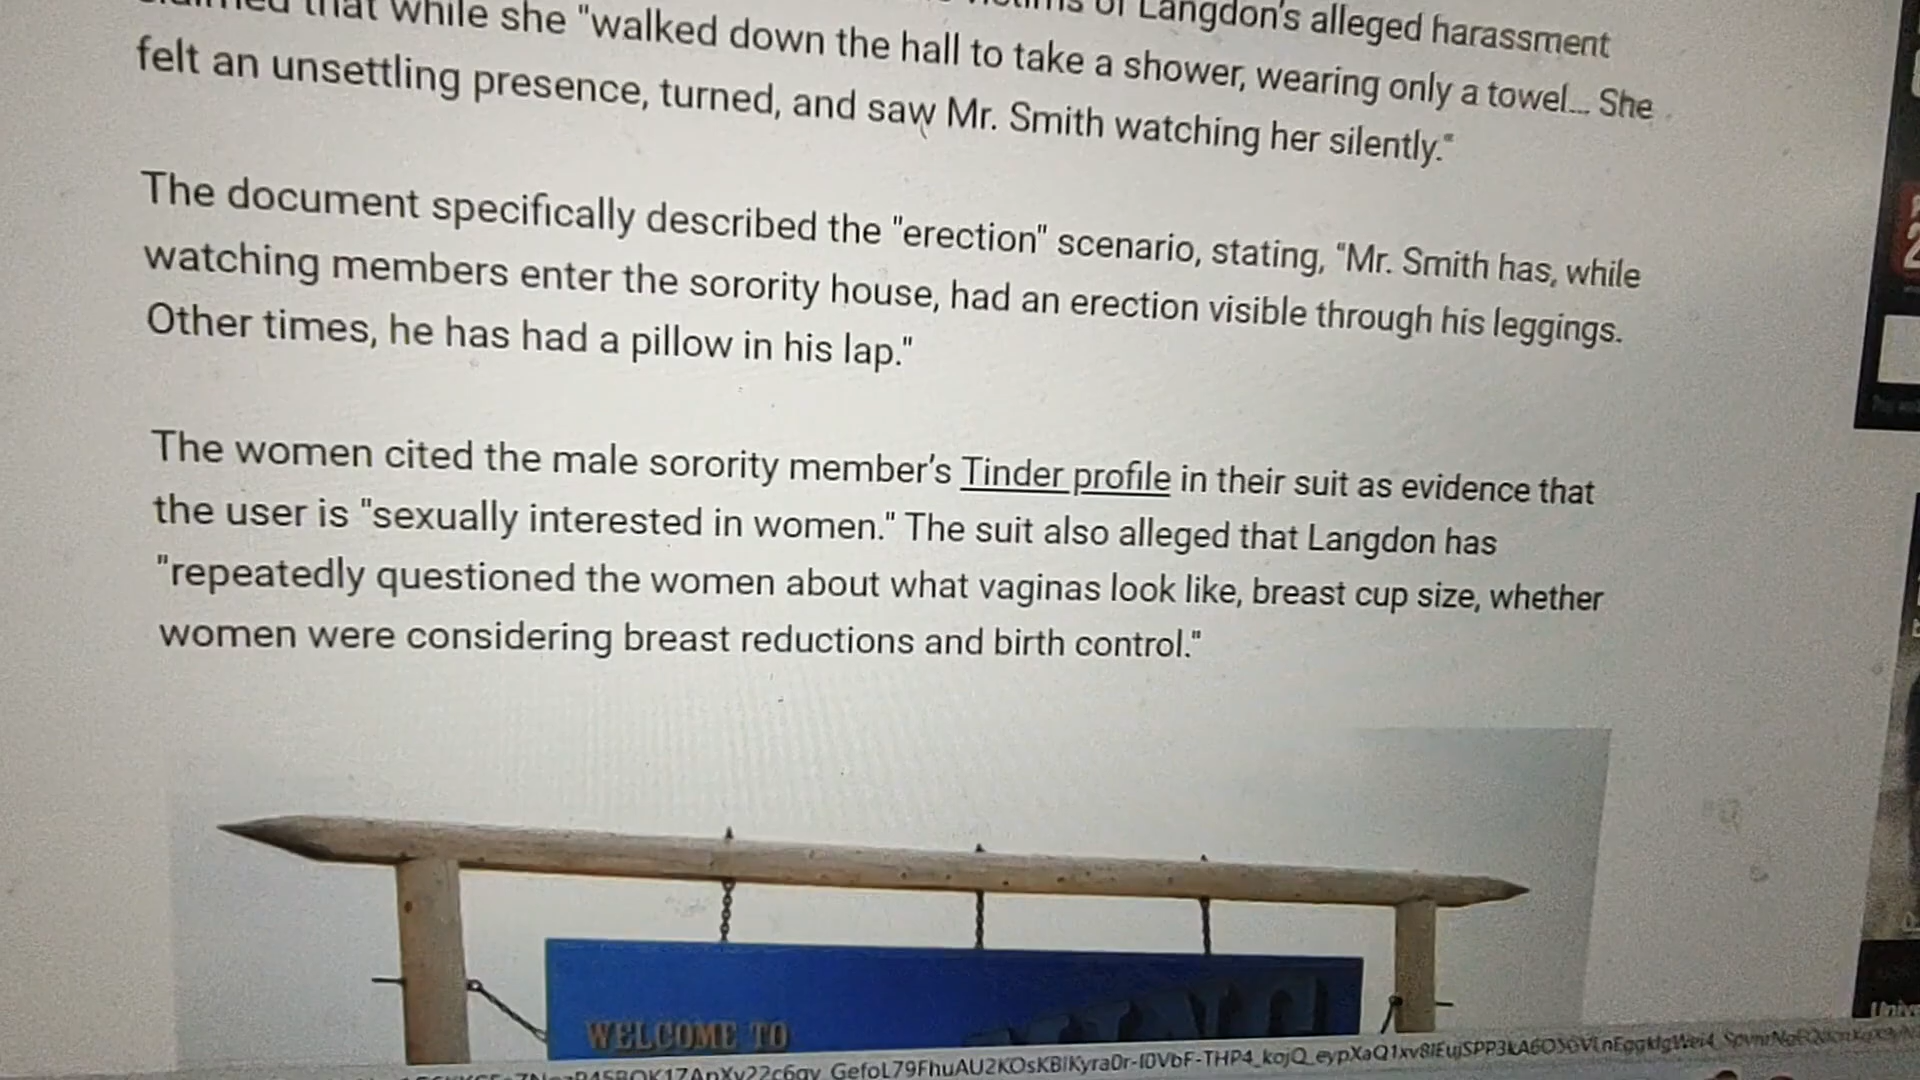 that while she "walked down the hall to take a shower, wearing only a towel... She
of Langdon's alleged harassment
felt an unsettling presence, turned, and saw Mr. Smith watching her silently."
The document specifically described the "erection" scenario, stating, "Mr. Smith has, while
watching members enter the sorority house, had an erection visible through his leggings.
Other times, he has had a pillow in his lap."
The women cited the male sorority member's Tinder profile in their suit as evidence that
the user is "sexually interested in women." The suit also alleged that Langdon has
"repeatedly questioned the women about what vaginas look like, breast cup size, whether
women were considering breast reductions and birth control."
WELCOME TO